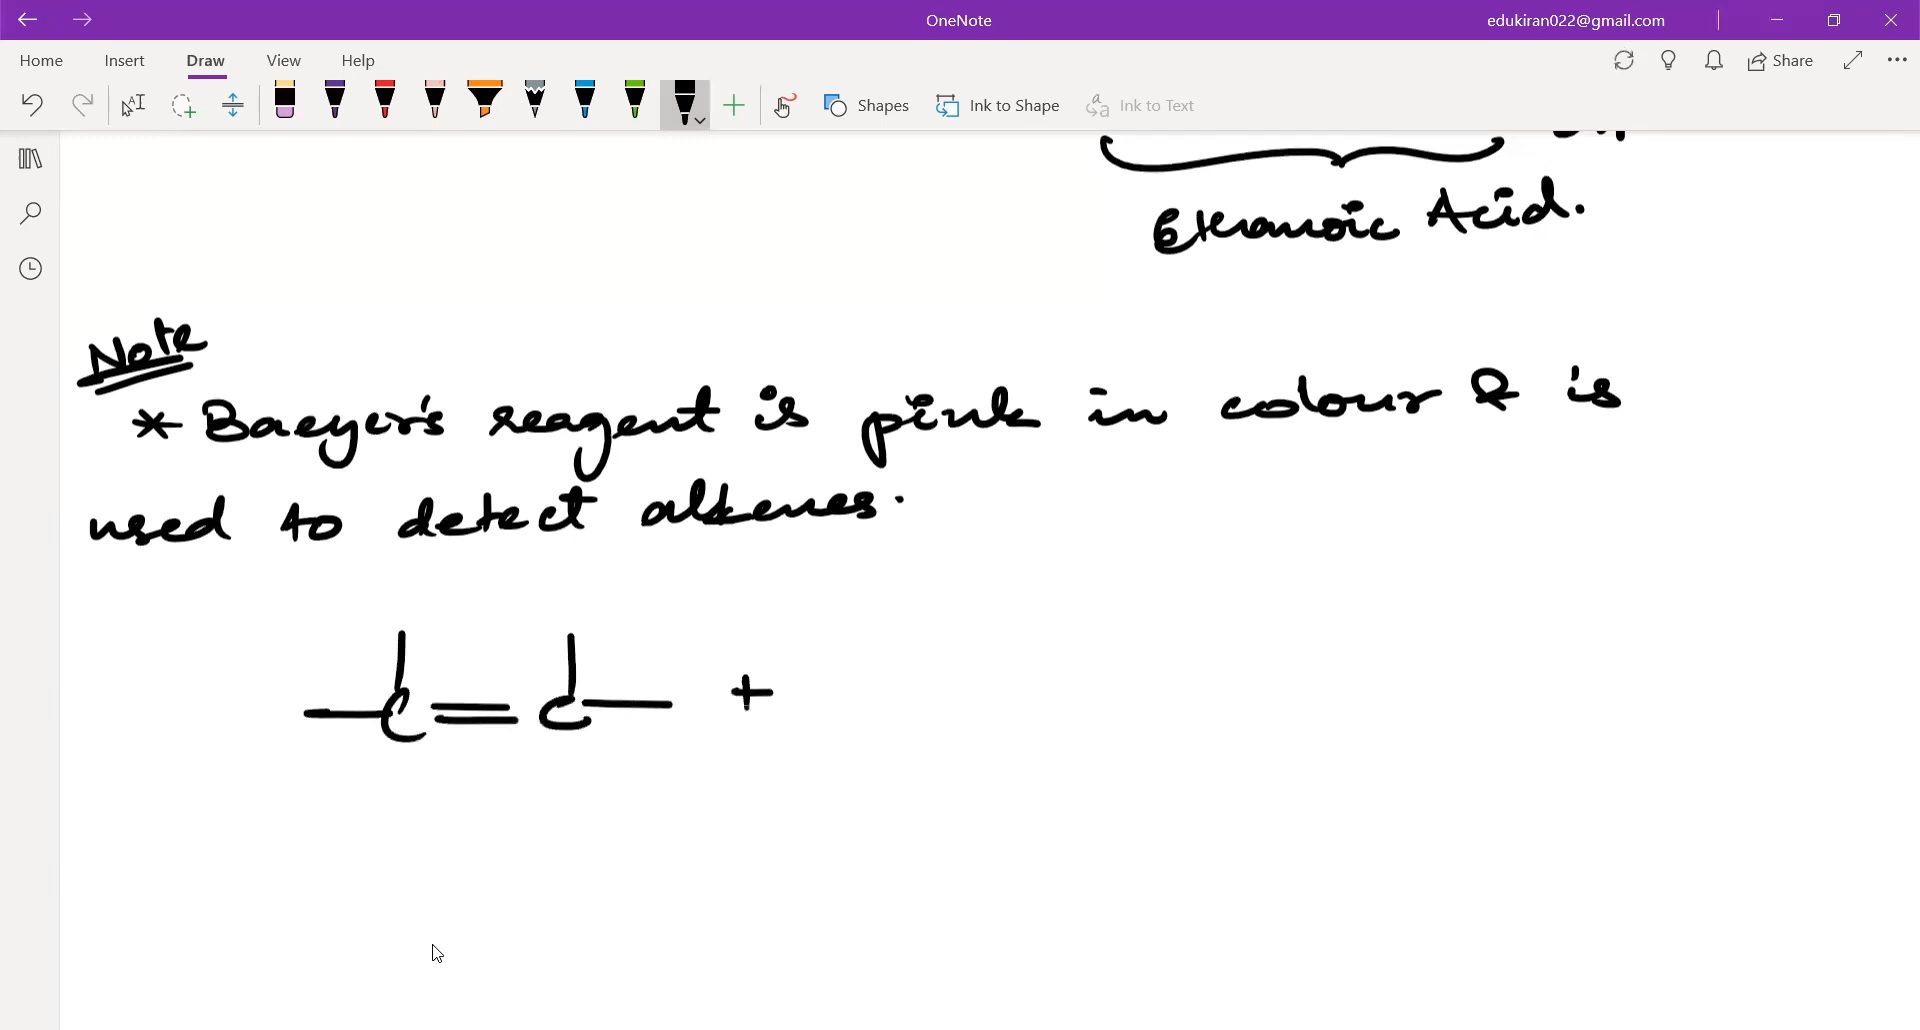 OneNote
edukiran022@gmail.com
Home Insert Draw View Help
Share
Shapes Ink to Shape Ink to Text
Ethanoic Acid.
Note
* Baeyer's reagent is pink in colour & is
used to detect alkenes.
C = C +